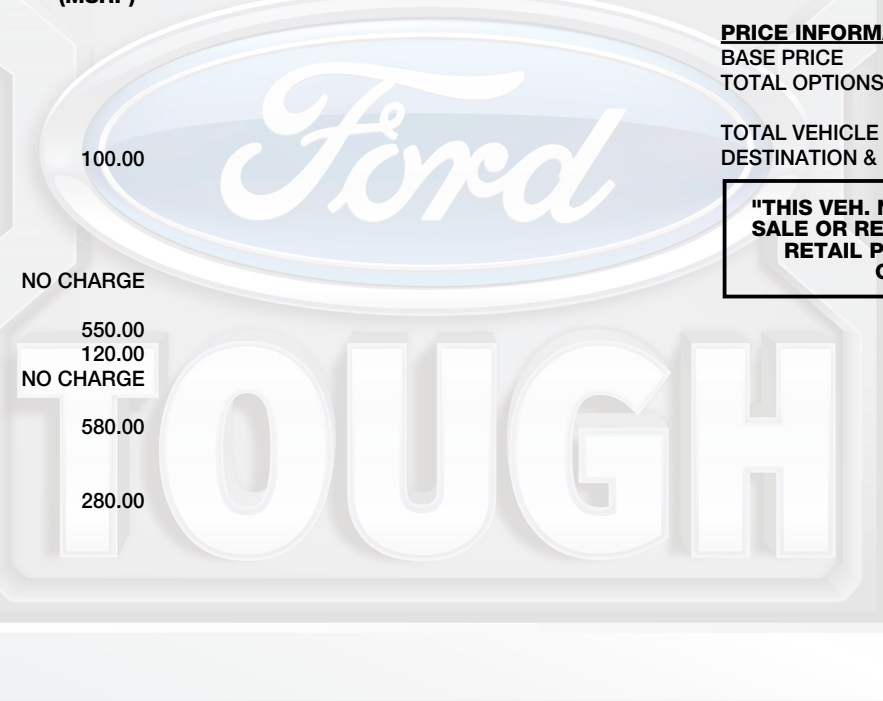 PRICE INFORM
BASE PRICE
TOTAL OPTIONS
TOTAL VEHICLE
DESTINATION &
"THIS VEH.
SALE OR RE
RETAIL P
100.00
NO CHARGE
550.00
120.00
NO CHARGE
580.00
280.00
Ford
TOUGH